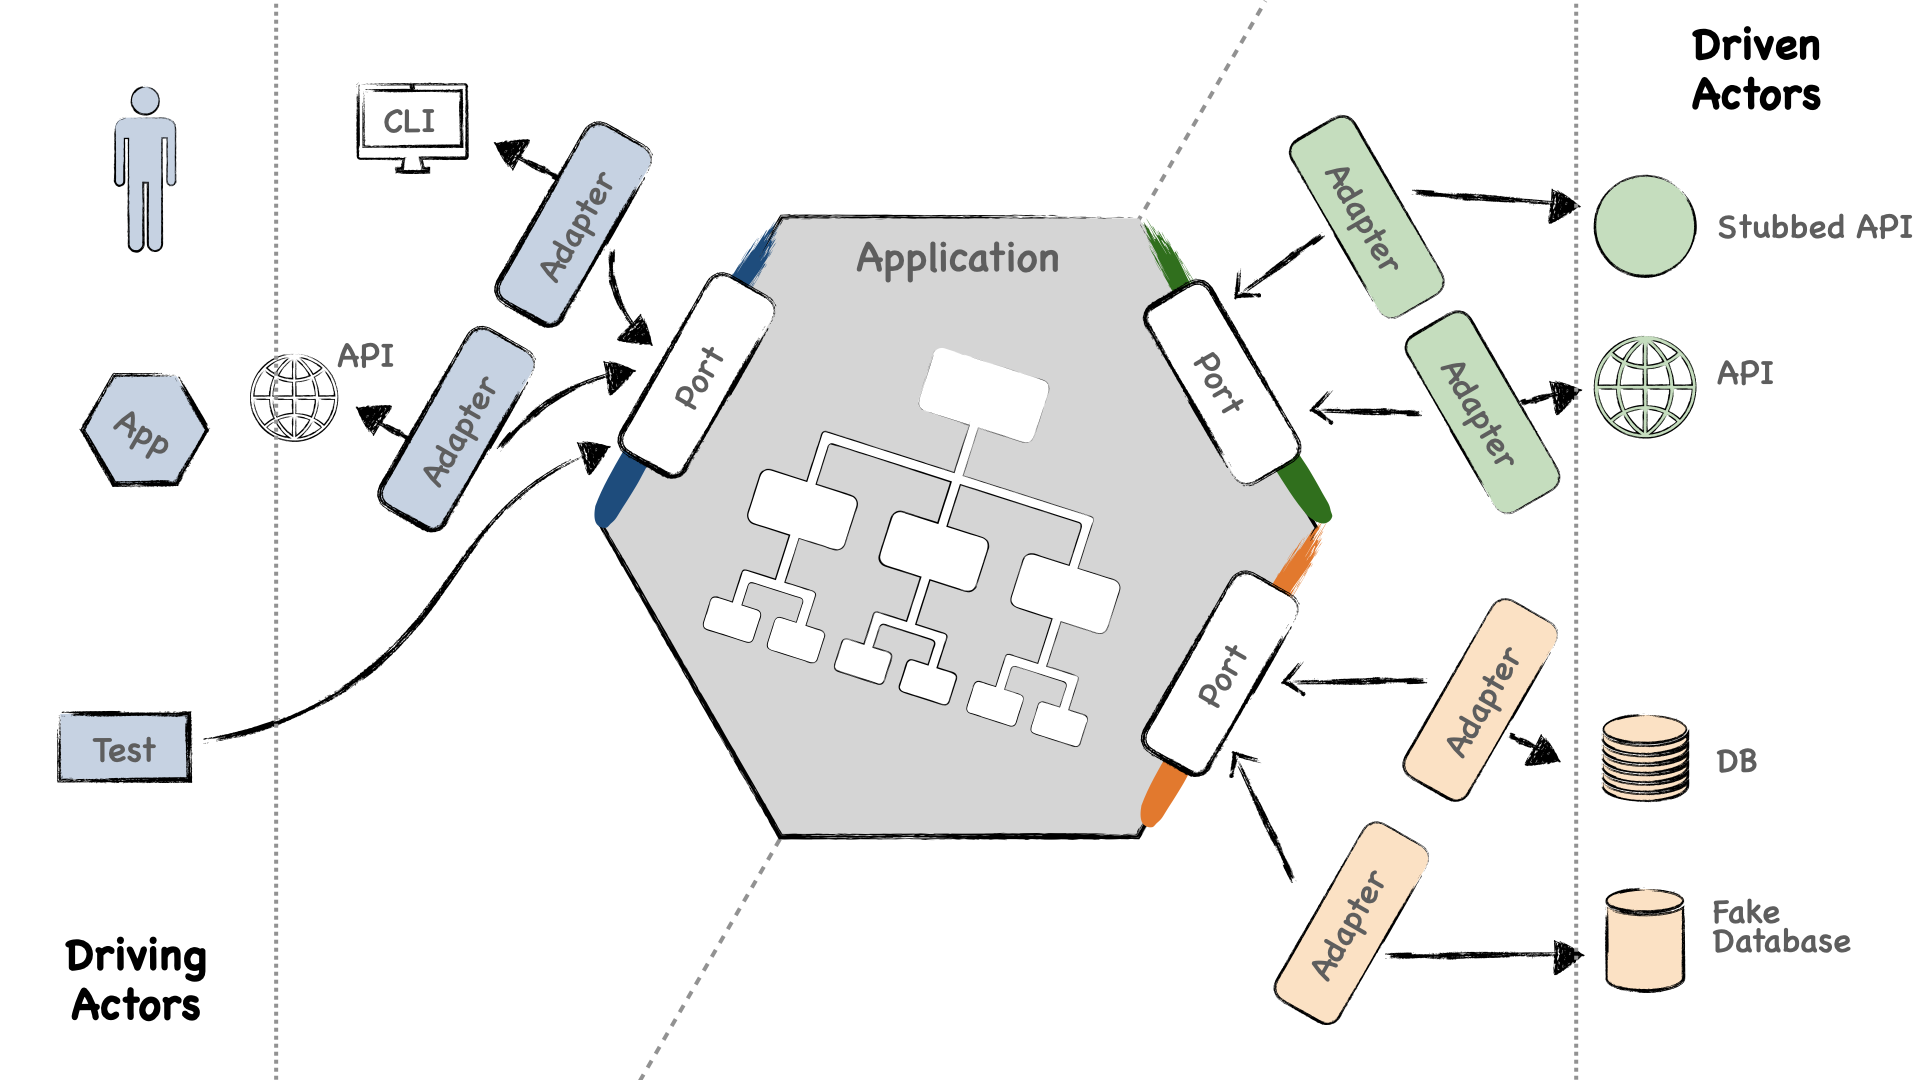 Driven
Actors
CLI
Adapter
Adapter
Stubbed API
Application
API
Adapter
Port
Port
API
Adapter
App
Port
Adapter
Test
DB
Adapter
Fake
Database
Driving
Actors